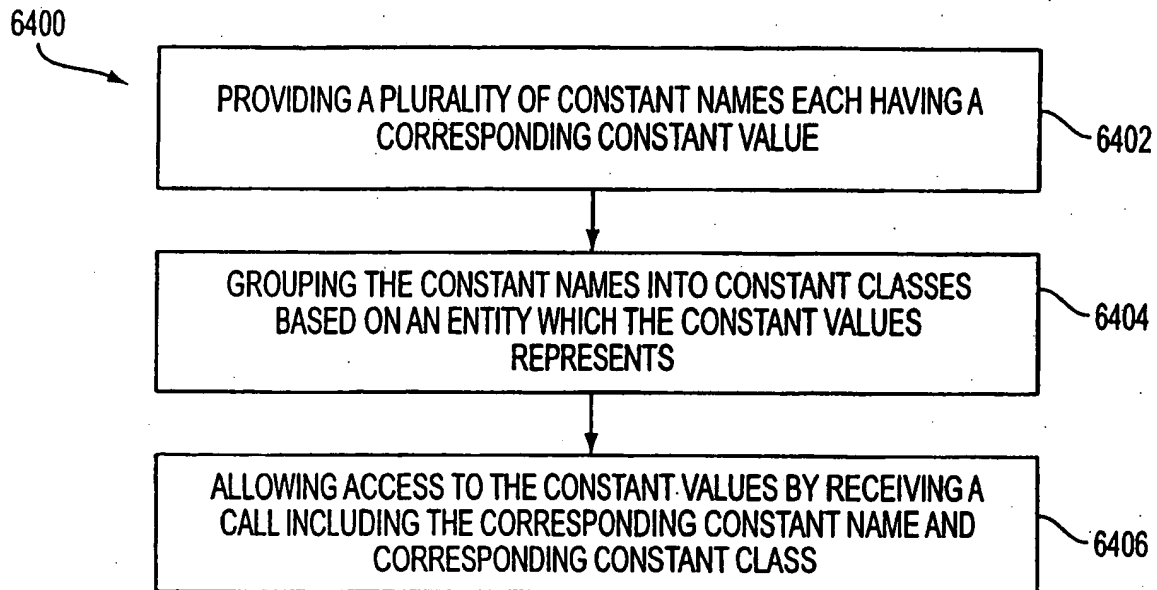 6400
PROVIDING A PLURALITY OF CONSTANT NAMES EACH HAVING A
CORRESPONDING CONSTANT VALUE
6402
GROUPING THE CONSTANT NAMES INTO CONSTANT CLASSES
BASED ON AN ENTITY WHICH THE CONSTANT VALUES
REPRESENTS
6404
ALLOWING ACCESS TO THE CONSTANT VALUES BY RECEIVING A
CALL INCLUDING THE CORRESPONDING CONSTANT NAME AND
CORRESPONDING CONSTANT CLASS
6406